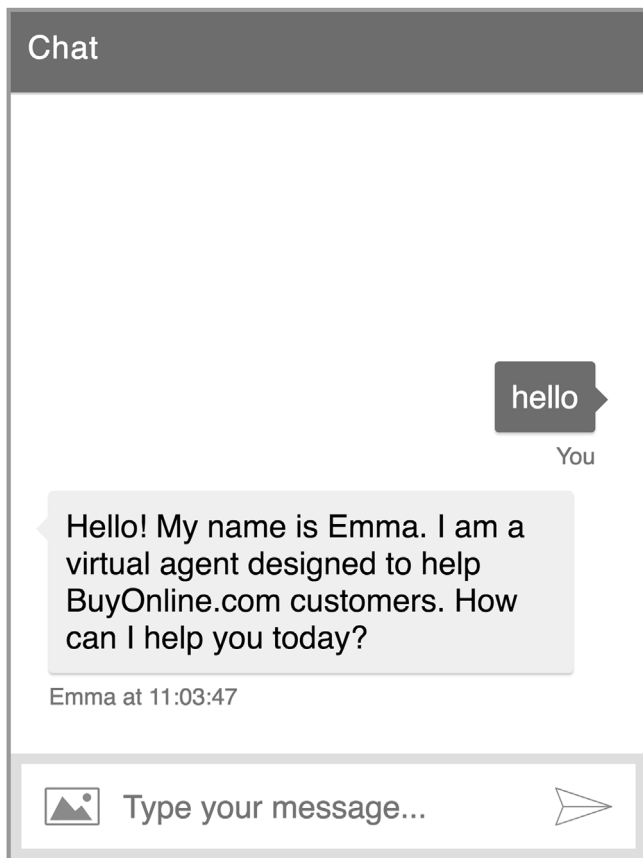 Chat
hello
You
Hello! My name is Emma. I am a
virtual agent designed to help
BuyOnline.com customers. How
can I help you today?
Emma at 11:03:47
Type your message...